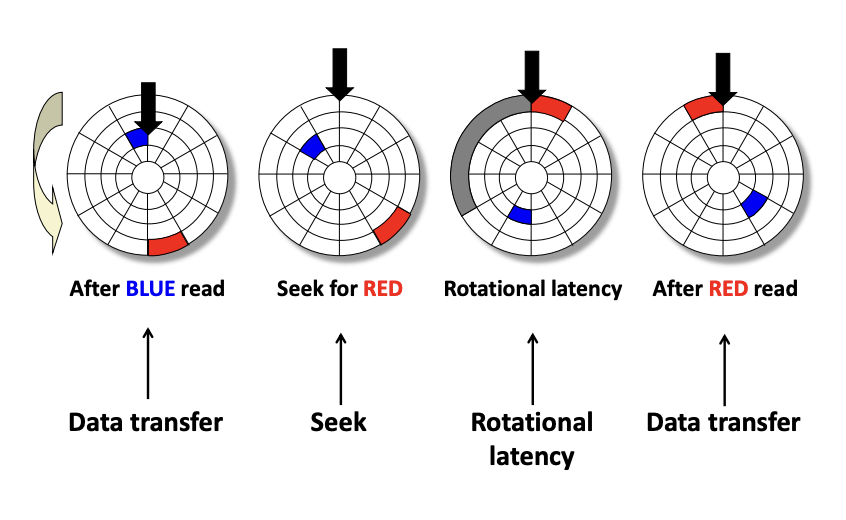 After BLUE read
Seek for RED
Rotational latency
After RED read
Data transfer
Seek
Rotational
latency
Data transfer